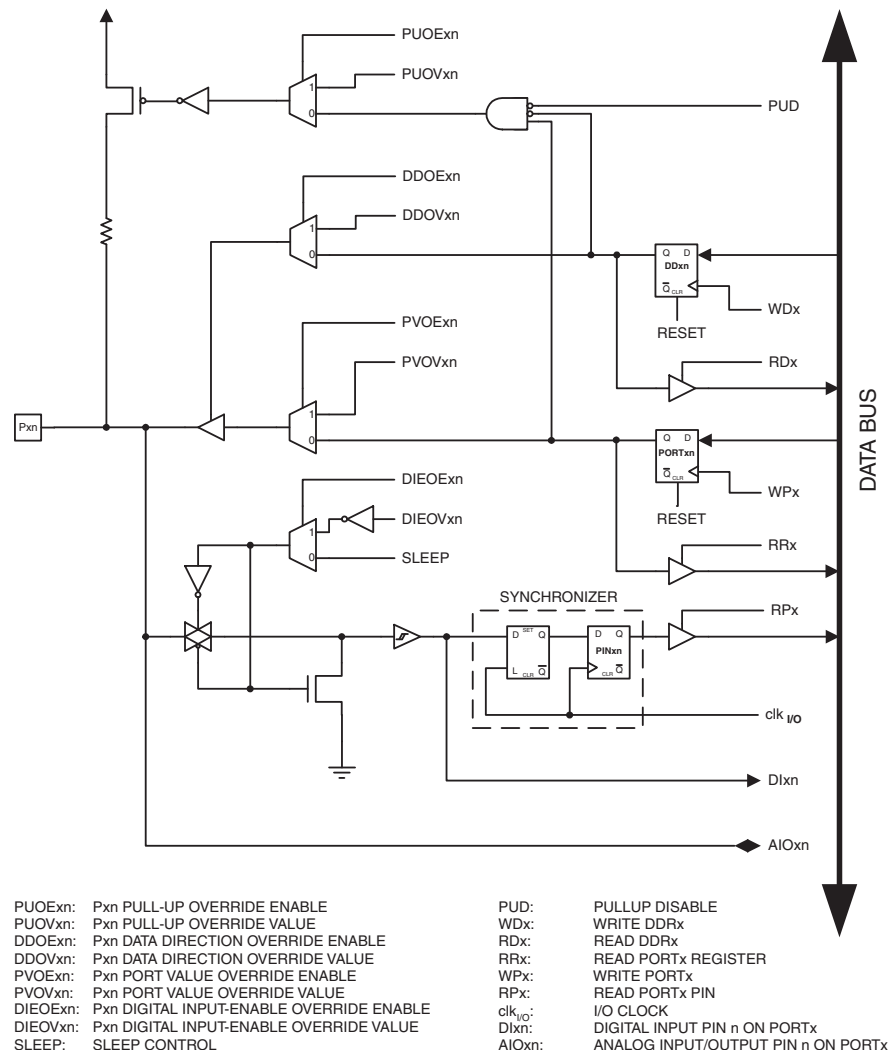 PUOExn
PUOVxn
1
0
PUD
DDOExn
DDOVxn
1
0
Q D
DDxn
Q CLR
WDx
RESET
PVOExn
RDx
PVOVxn
1
0
Pxn
Q D
PORTxn
Q CLR
DATA BUS
DIEOExn
WPx
DIEOVxn
RESET
1
0
SLEEP
RRx
SYNCHRONIZER
RPx
D SET Q
D Q
PINxn
L CLR Q
CLR Q
clk I/O
DIxn
AIOxn
PUOExn: Pxn PULL-UP OVERRIDE ENABLE
PUOVxn: Pxn PULL-UP OVERRIDE VALUE
DDOExn: Pxn DATA DIRECTION OVERRIDE ENABLE
DDOVxn: Pxn DATA DIRECTION OVERRIDE VALUE
PVOExn: Pxn PORT VALUE OVERRIDE ENABLE
PVOVxn: Pxn PORT VALUE OVERRIDE VALUE
DIEOExn: Pxn DIGITAL INPUT-ENABLE OVERRIDE ENABLE
DIEOVxn: Pxn DIGITAL INPUT-ENABLE OVERRIDE VALUE
SLEEP: SLEEP CONTROL
PUD: PULLUP DISABLE
WDx: WRITE DDRx
RDx: READ DDRx
RRx: READ PORTx REGISTER
WPx: WRITE PORTx
RPx: READ PORTx PIN
clk I/O: I/O CLOCK
DIxn: DIGITAL INPUT PIN n ON PORTx
AIOxn: ANALOG INPUT/OUTPUT PIN n ON PORTx